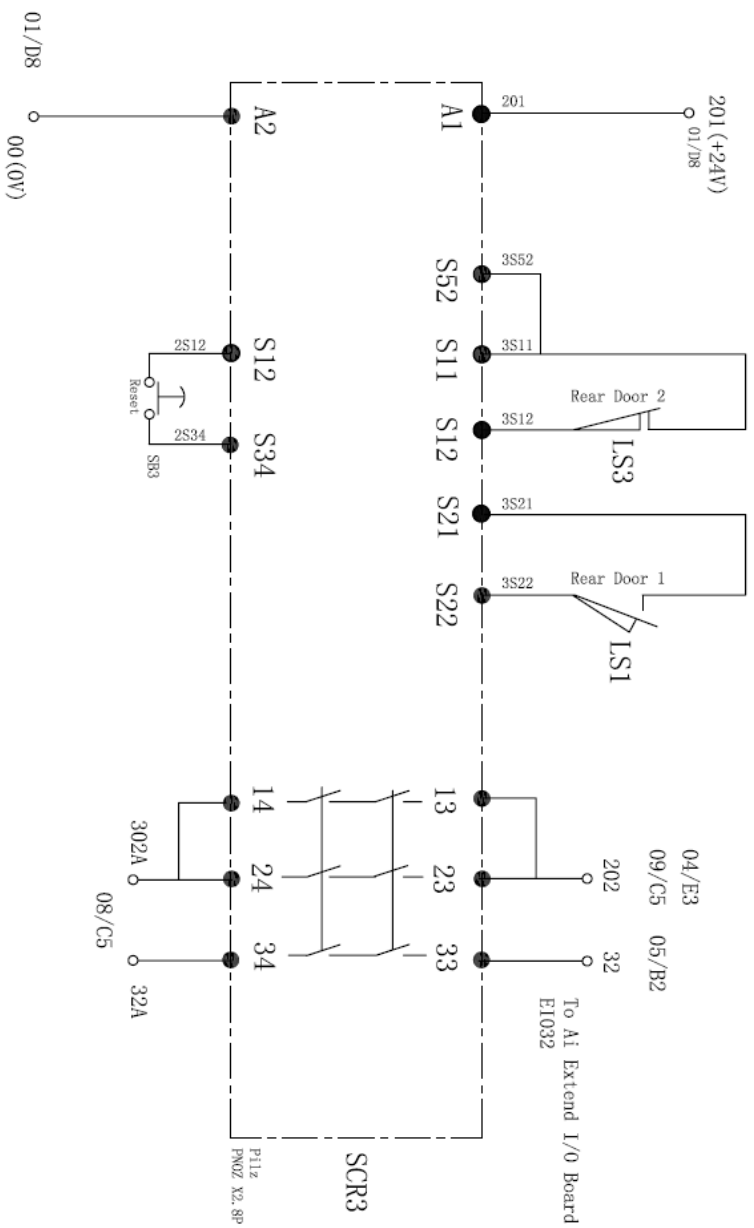 201(+24V)
01/D8
201
A1
A2
01/D8
00(0V)
3S52
S52
3S11
S11
3S12
S12
Rear Door 2
LS3
3S21
S21
3S22
S22
Rear Door 1
LS1
2S12
S12
2S34
S34
Reset
SB3
04/E3
09/C5
05/B2
202
32
13
23
33
14
24
34
302A
08/C5
32A
To Ai Extend I/O Board
EI032
SCR3
Pilz
PNOZ X2.8P